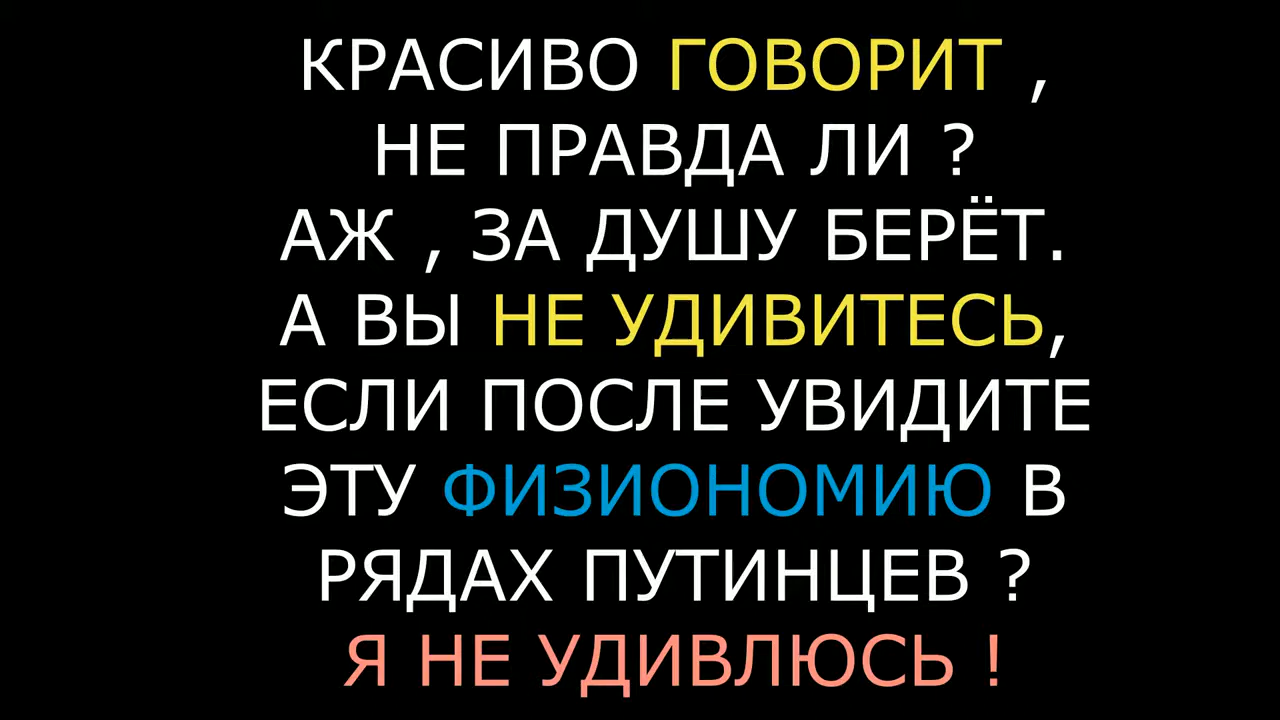 КРАСИВО ГОВОРИТ ,
НЕ ПРАВДА ЛИ ?
АЖ , ЗА ДУШУ БЕРЁТ.
А ВЫ НЕ УДИВИТЕСЬ,
ЕСЛИ ПОСЛЕ УВИДИТЕ
ЭТУ ФИЗИОНОМИЮ В
РЯДАХ ПУТИНЦЕВ ?
Я НЕ УДИВЛЮСЬ !